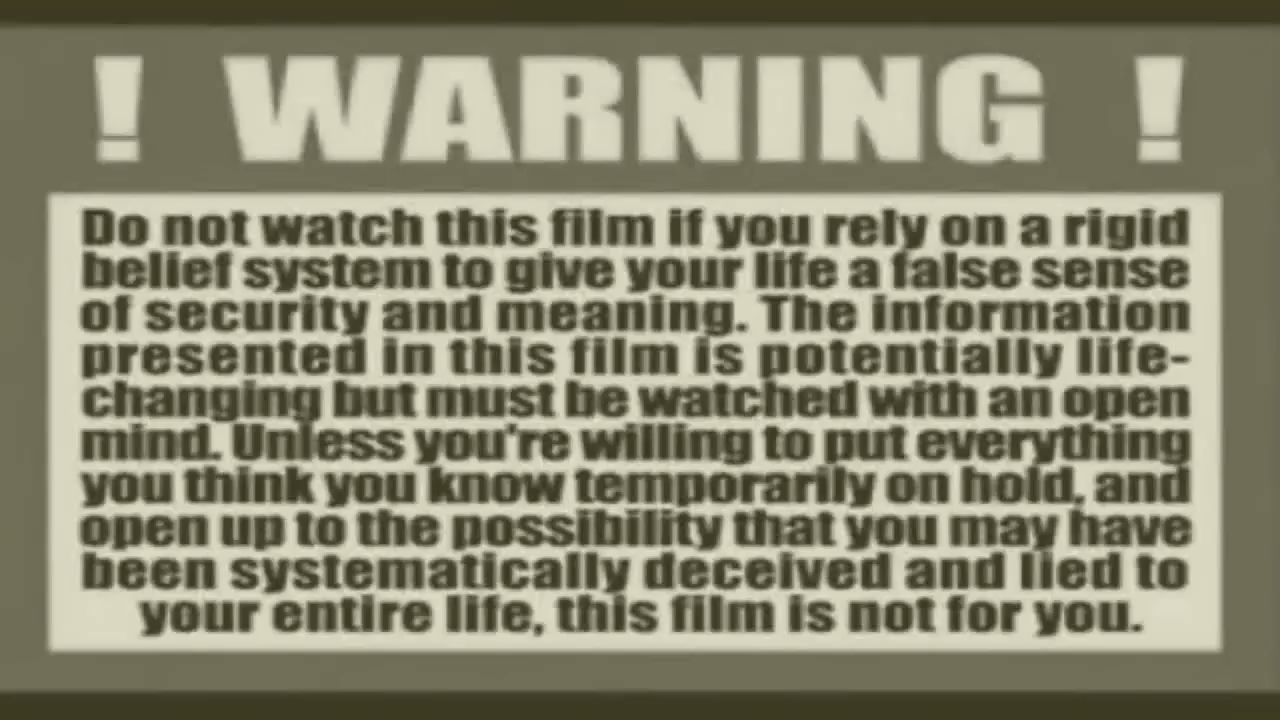 ! WARNING !
Do not watch this film if you rely on a rigid
belief system to give your life a false sense
of security and meaning. The information
presented in this film is potentially life-
changing but must be watched with an open
mind. Unless you're willing to put everything
you think you know temporarily on hold, and
open up to the possibility that you may have
been systematically deceived and lied to
your entire life, this film is not for you.